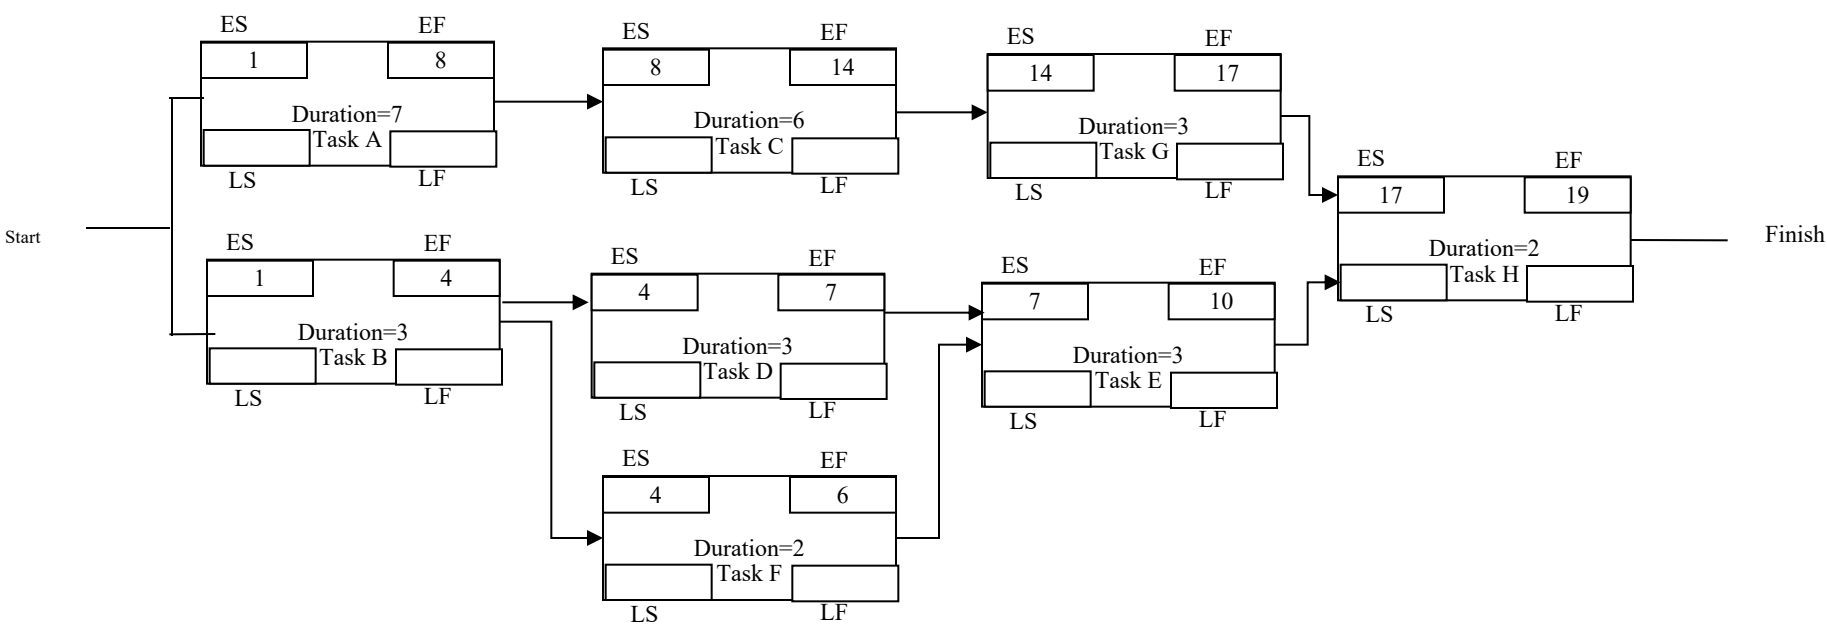 ES EF
1 8
Duration=7
Task A
LS LF
ES EF
8 14
Duration=6
Task C
LS LF
ES EF
14 17
Duration=3
Task G
LS LF
ES EF
17 19
Duration=2
Task H
LS LF
Start
Finish
ES EF
1 4
Duration=3
Task B
LS LF
ES EF
4 7
Duration=3
Task D
LS LF
ES EF
7 10
Duration=3
Task E
LS LF
ES EF
4 6
Duration=2
Task F
LS LF